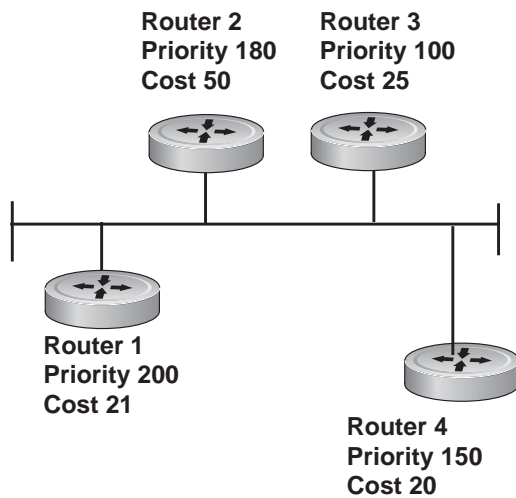 Router 2
Priority 180
Cost 50
Router 3
Priority 100
Cost 25
Router 1
Priority 200
Cost 21
Router 4
Priority 150
Cost 20